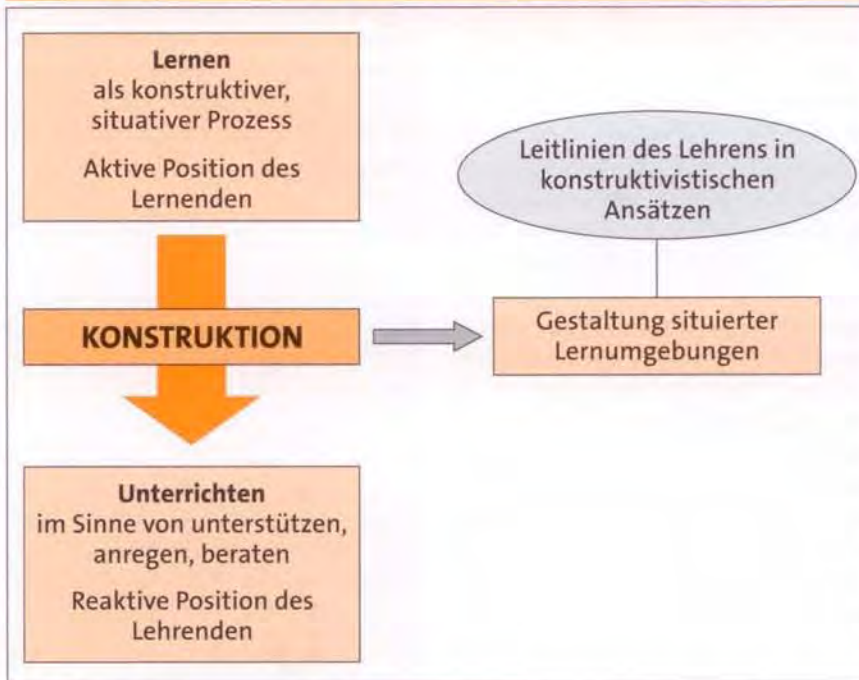 Lernen
als konstruktiver,
situativer Prozess
Aktive Position des
Lernenden
Leitlinien des Lehrens in
konstruktivistischen
Ansätzen
KONSTRUKTION
Gestaltung situierter
Lernumgebungen
Unterrichten
im Sinne von unterstützen,
anregen, beraten
Reaktive Position des
Lehrenden